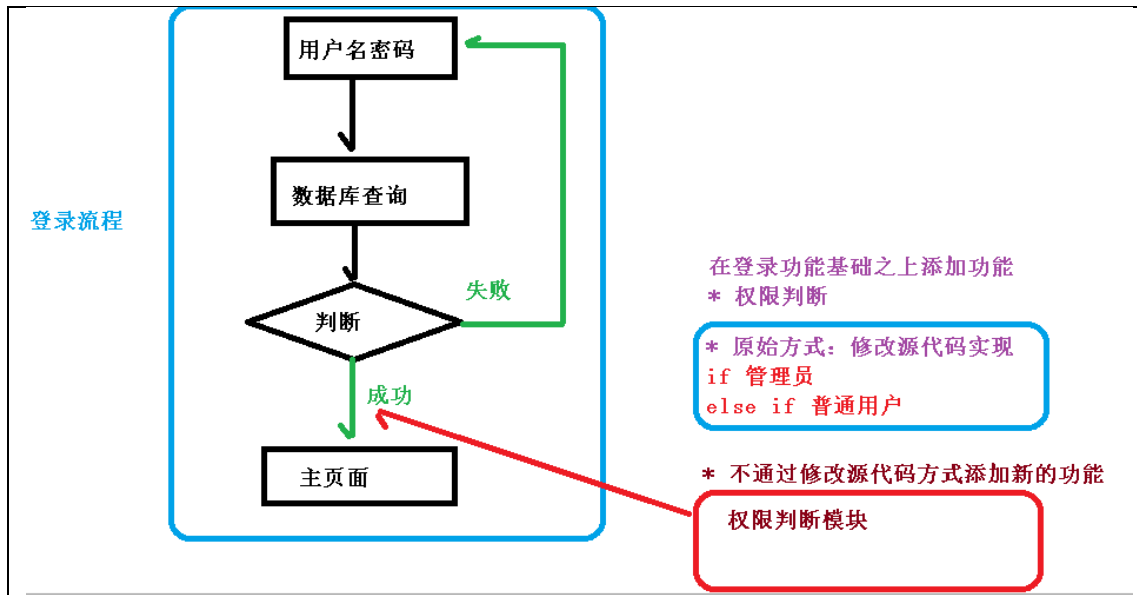 用户名密码
数据库查询
登录流程
失败
判断
成功
主页面
在登录功能基础之上添加功能
* 权限判断
* 原始方式：修改源代码实现
if 管理员
else if 普通用户
* 不通过修改源代码方式添加新的功能
权限判断模块